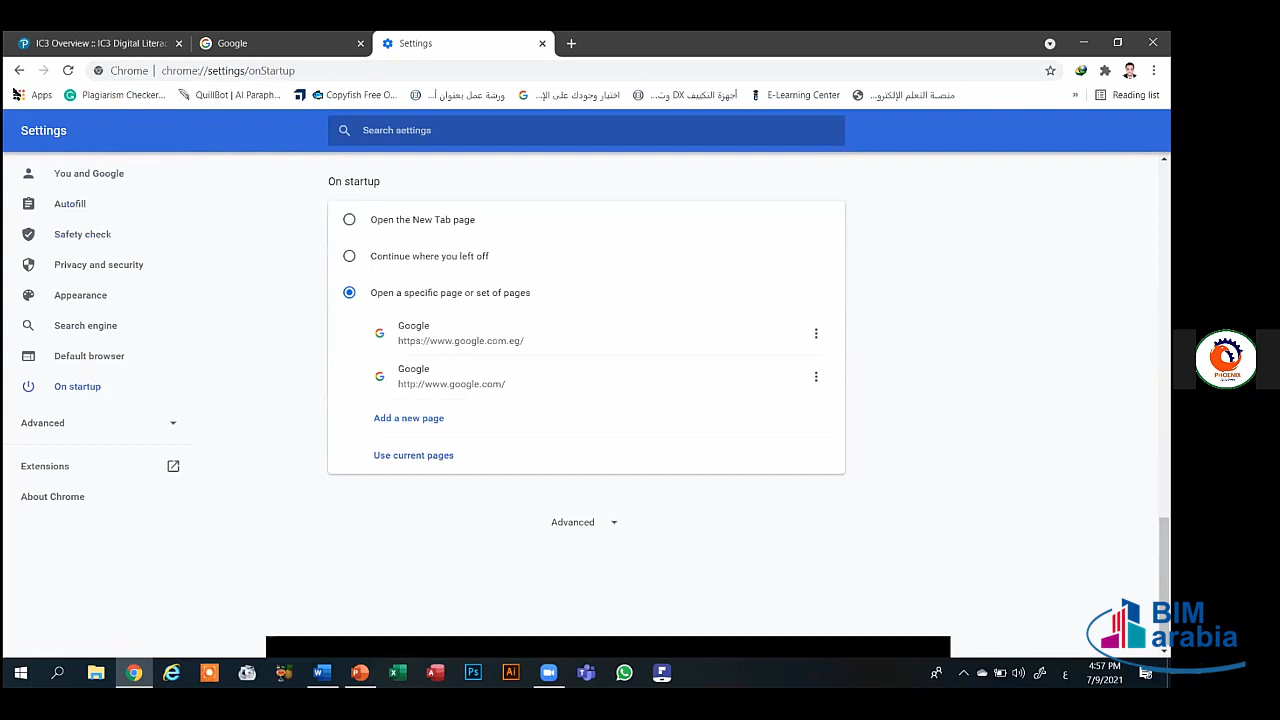 IC3 Overview :: IC3 Digital Literac
Google
Settings
Chrome | chrome://settings/onStartup
Apps
Plagiarism Checker...
QuillBot | AI Paraph...
Copyfish Free O...
ورشة عمل بعنوان أ...
اختبار وجودك على الإ...
أجهزة التكييف DX وت...
E-Learning Center
منصة التعلم الإلكترو...
»
Reading list
Settings
Search settings
You and Google
Autofill
Safety check
Privacy and security
Appearance
Search engine
Default browser
On startup
Advanced
Extensions
About Chrome
On startup
Open the New Tab page
Continue where you left off
Open a specific page or set of pages
Google
https://www.google.com.eg/
Google
http://www.google.com/
Add a new page
Use current pages
Advanced
PHOENIX
BIM
arabia
ع
4:57 PM
7/9/2021